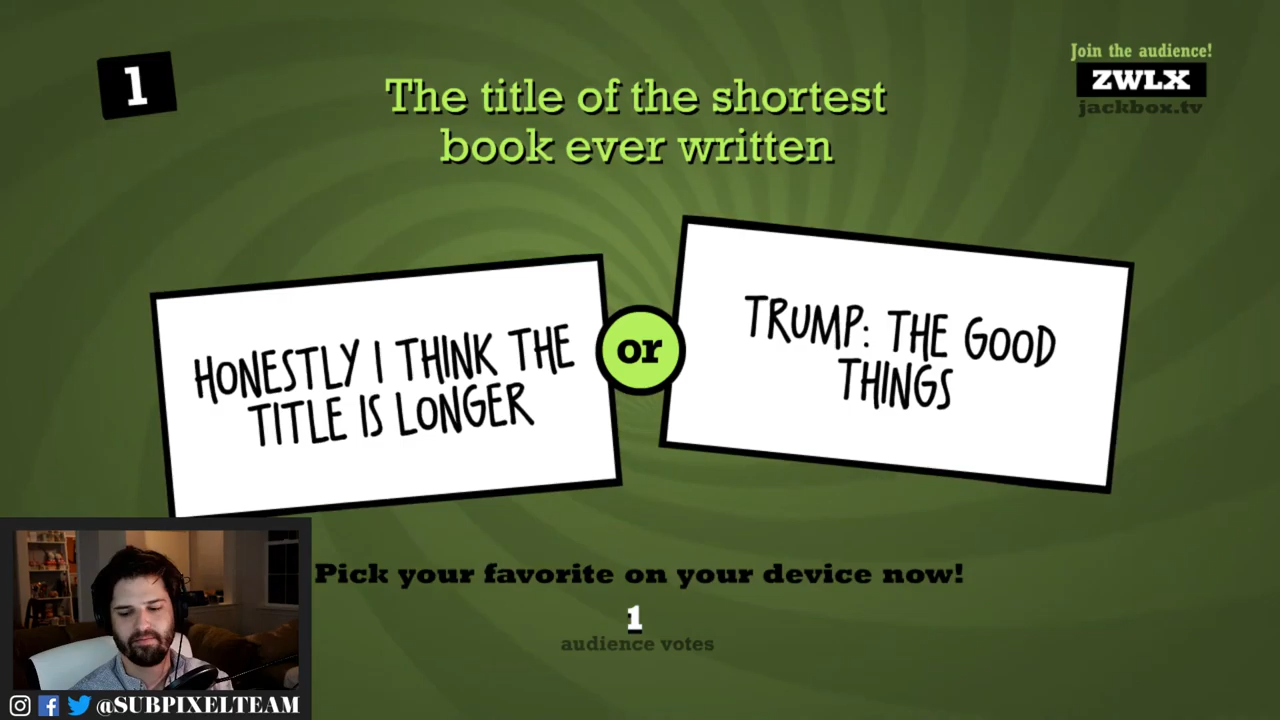 1
The title of the shortest
book ever written
Join the audience!
ZWLX
jackbox.tv
HONESTLY I THINK THE
TITLE IS LONGER
or
TRUMP: THE GOOD
THINGS
Pick your favorite on your device now!
1
audience votes
@SUBPIXELTEAM